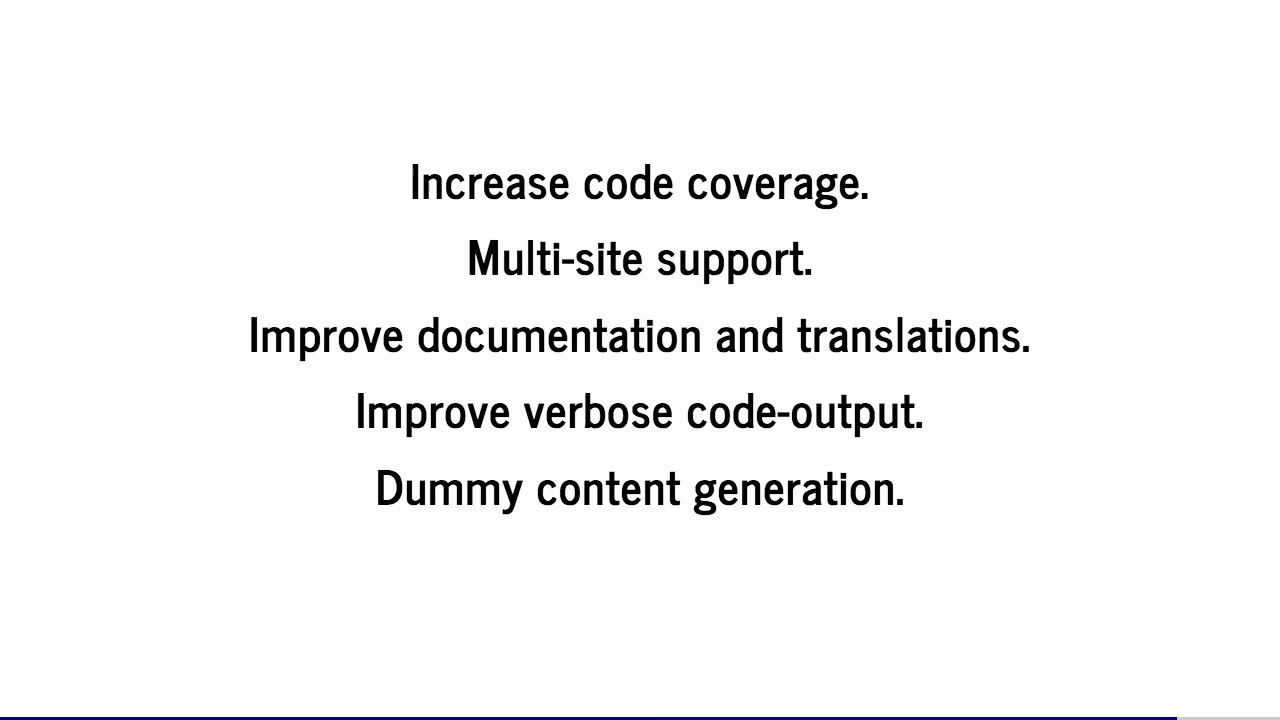 Increase code coverage.
Multi-site support.
Improve documentation and translations.
Improve verbose code-output.
Dummy content generation.